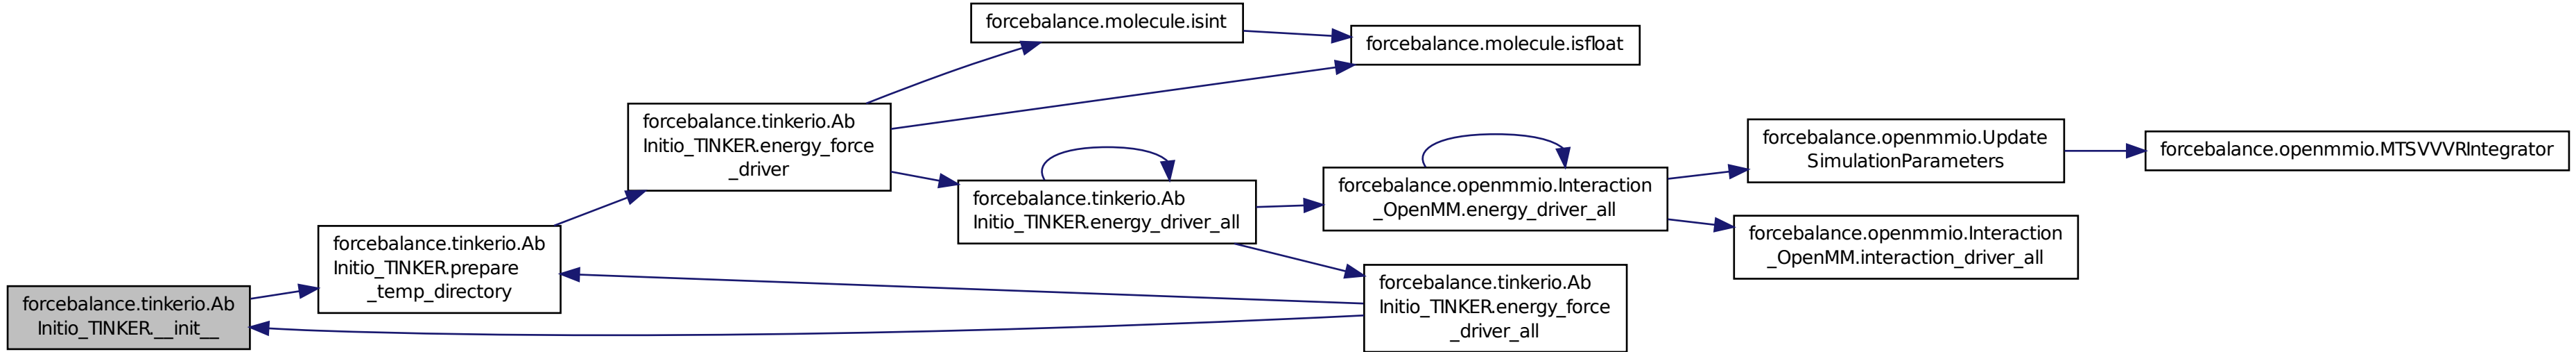 forcebalance.tinkerio.Ab
Initio_TINKER.__init__
forcebalance.tinkerio.Ab
Initio_TINKER.prepare
_temp_directory
forcebalance.tinkerio.Ab
Initio_TINKER.energy_force
_driver
forcebalance.molecule.isint
forcebalance.molecule.isfloat
forcebalance.tinkerio.Ab
Initio_TINKER.energy_driver_all
forcebalance.openmmio.Interaction
_OpenMM.energy_driver_all
forcebalance.tinkerio.Ab
Initio_TINKER.energy_force
_driver_all
forcebalance.openmmio.Update
SimulationParameters
forcebalance.openmmio.Interaction
_OpenMM.interaction_driver_all
forcebalance.openmmio.MTSVVVRIntegrator